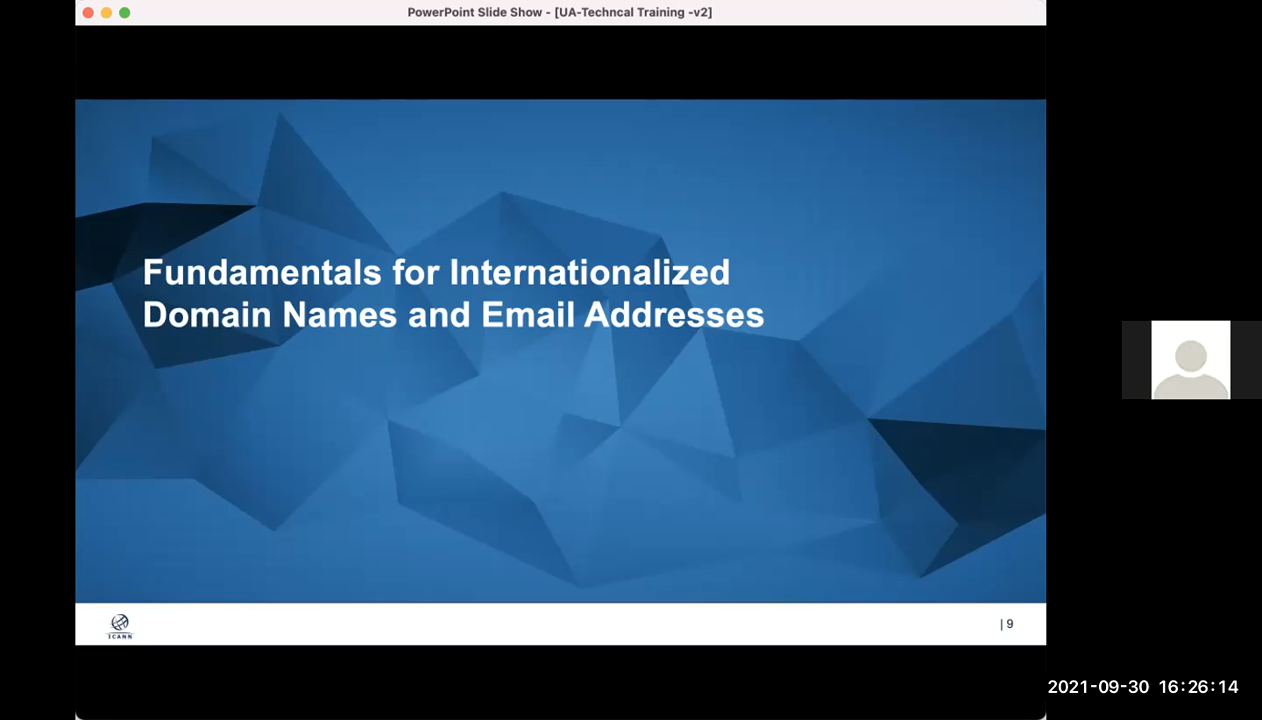 PowerPoint Slide Show - [UA-Techncal Training -v2]
Fundamentals for Internationalized
Domain Names and Email Addresses
ICANN
| 9
2021-09-30 16:26:14